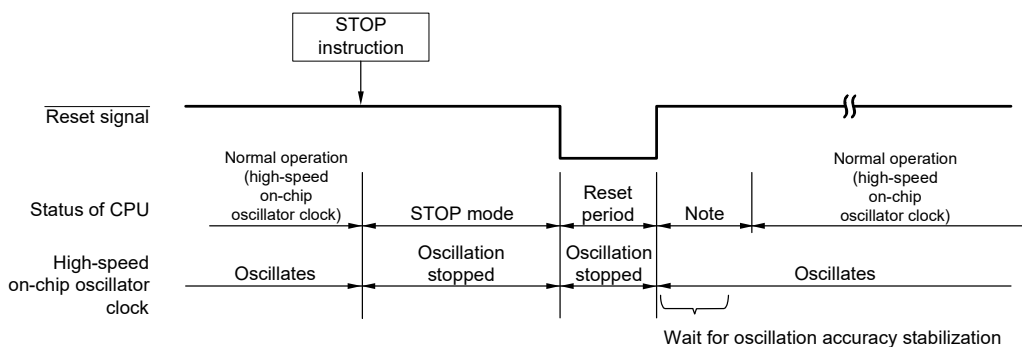 STOP
instruction
Reset signal
Normal operation
(high-speed
on-chip
oscillator clock)
Status of CPU
STOP mode
Reset
period
Note
Normal operation
(high-speed
on-chip
oscillator clock)
High-speed
on-chip oscillator
clock
Oscillates
Oscillation
stopped
Oscillation
stopped
Oscillates
Wait for oscillation accuracy stabilization